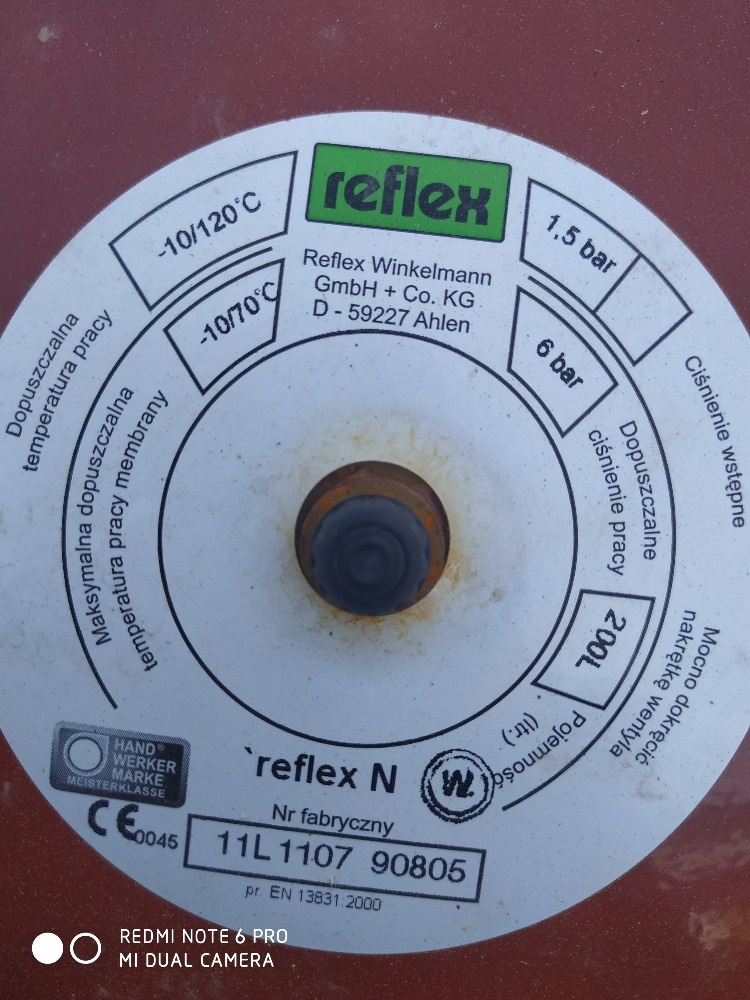 reflex
Reflex Winkelmann
GmbH + Co. KG
D - 59227 Ahlen
-10/120°C
Dopuszczalna
temperatura pracy
-10/70°C
Maksymalna dopuszczalna
temperatura pracy membrany
1,5 bar
Ciśnienie wstępne
6 bar
Dopuszczalne
ciśnienie pracy
200L
Pojemność
(ltr.)
Mocno dokręcić
nakrętkę wentyla
HAND®
WERKER
MARKE
MEISTERKLASSE
`reflex N
W.
CE 0045
Nr fabryczny
11L 1107 90805
pr. EN 13831:2000
REDMI NOTE 6 PRO
MI DUAL CAMERA